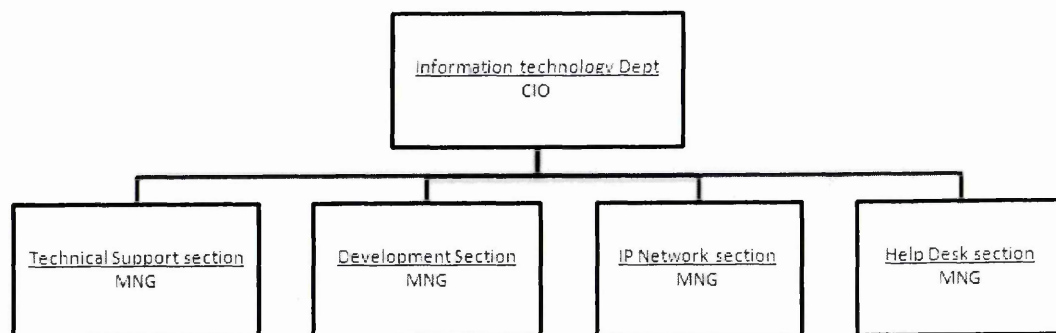 Information technology Dept
CIO
Technical Support section
MNG
Development Section
MNG
IP Network section
MNG
Help Desk section
MNG